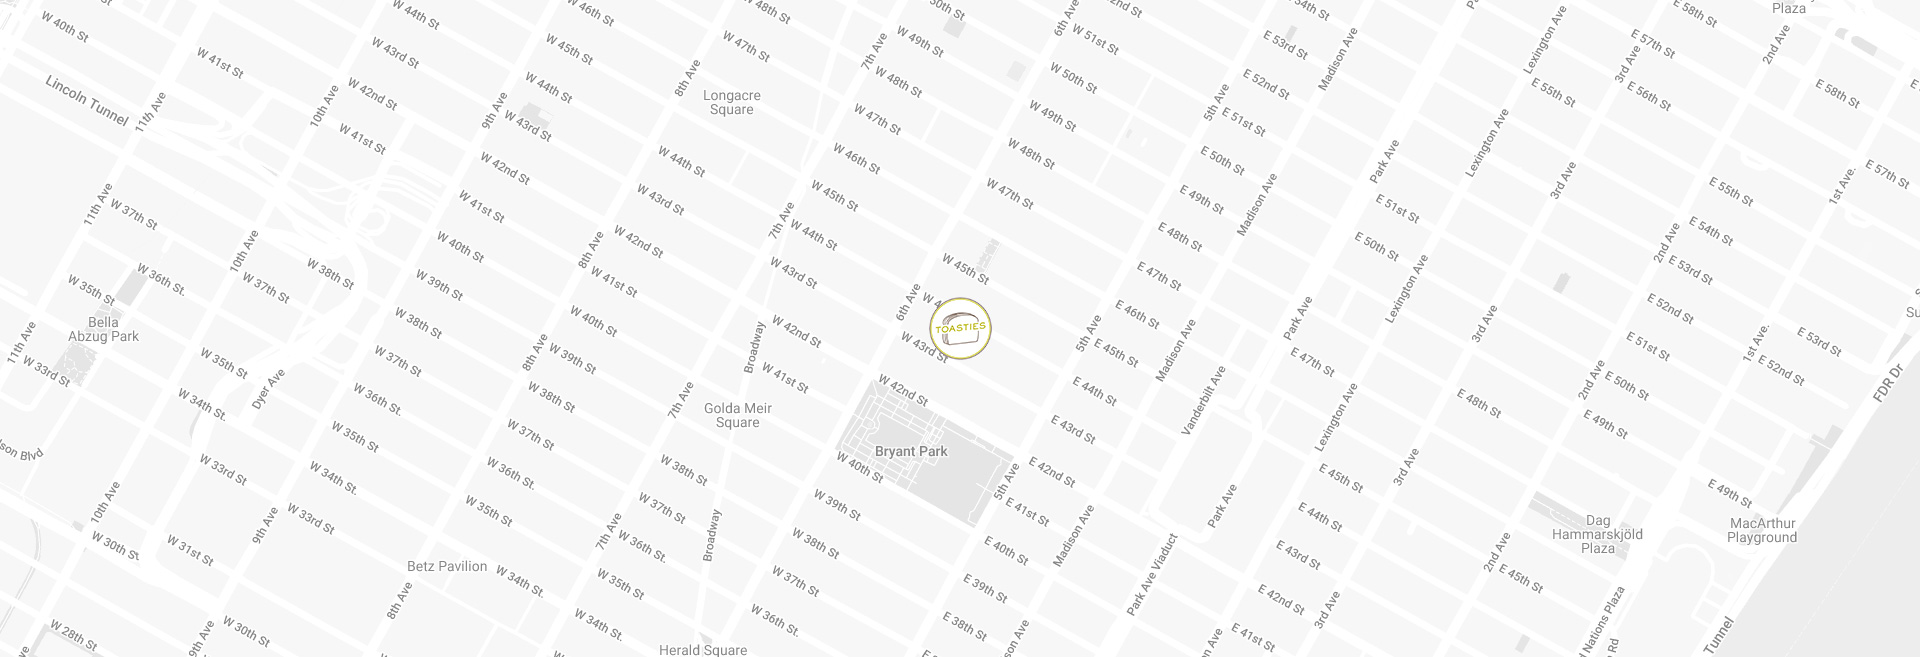 W 44th St
W 46th St
W 48th St
50th St
6th Ave
2nd St
54th St
E 58th St
Plaza
W 40th St
W 43rd St
W 45th St
W 47th St
7th Ave
W 49th St
W 51st St
E 53rd St
Madison Ave
Lexington Ave
E 57th St
3rd Ave
2nd Ave
W 41st St
Lincoln Tunnel
11th Ave
10th Ave
W 42nd St
9th Ave
W 44th St
8th Ave
Longacre
Square
W 48th St
W 50th St
E 52nd St
5th Ave
E 55th St
E 56th St
E 58th St
W 41st St
W 43rd St
W 47th St
W 49th St
E 51st St
Park Ave
Lexington Ave
11th Ave
W 37th St
W 42nd St
W 44th St
W 46th St
W 48th St
E 50th St
3rd Ave
1st Ave.
E 57th St
W 41st St
W 43rd St
W 45th St
W 47th St
E 49th St
Madison Ave
E 51st St
E 55th St
10th Ave
W 40th St
8th Ave
W 42nd St
7th Ave
W 44th St
E 48th St
E 50th St
2nd Ave
E 54th St
W 35th St
W 36th St.
W 37th St
W 38th St
W 39th St
W 41st St
W 43rd St
W 45th St
E 47th St
Lexington Ave
E 53rd St
11th Ave
Bella
Abzug Park
W 38th St
W 40th St
Broadway
W 42nd St
6th Ave
TOASTIES
W 43rd St
5th Ave
E 46th St
Park Ave
3rd Ave
E 52nd St
1st Ave.
E 53rd St
W 33rd St
W 35th St
W 37th St
8th Ave
W 39th St
W 41st St
E 45th St
Madison Ave
E 47th St
E 51st St
E 52nd St
FDR Dr
W 34th St.
Dyer Ave
W 36th St.
W 38th St
7th Ave
Golda Meir
Square
W 42nd St
E 44th St
Vanderbilt Ave
Lexington Ave
E 48th St
2nd Ave
E 50th St
Blvd
W 33rd St
W 35th St
W 37th St
Bryant Park
E 43rd St
E 49th St
10th Ave
W 34th St.
W 36th St.
W 38th St
W 40th St
5th Ave
E 42nd St
E 45th St
3rd Ave
E 49th St
9th Ave
W 33rd St
W 35th St
W 37th St
W 39th St
E 41st St
Madison Ave
Park Ave
E 44th St
Dag
Hammarskjöld
Plaza
MacArthur
Playground
W 30th St
W 31st St
7th Ave
W 36th St.
Broadway
W 38th St
E 40th St
Park Ave Viaduct
E 43rd St
2nd Ave
E 45th St
Betz Pavilion
8th Ave
W 34th St.
W 35th St
W 37th St
E 39th St
E 42nd St
3rd Ave
W 28th St
9th Ave
W 30th St
W 34th St.
Herald Square
W 36th St.
E 38th St
E 41st St
Nations Plaza
Tunnel